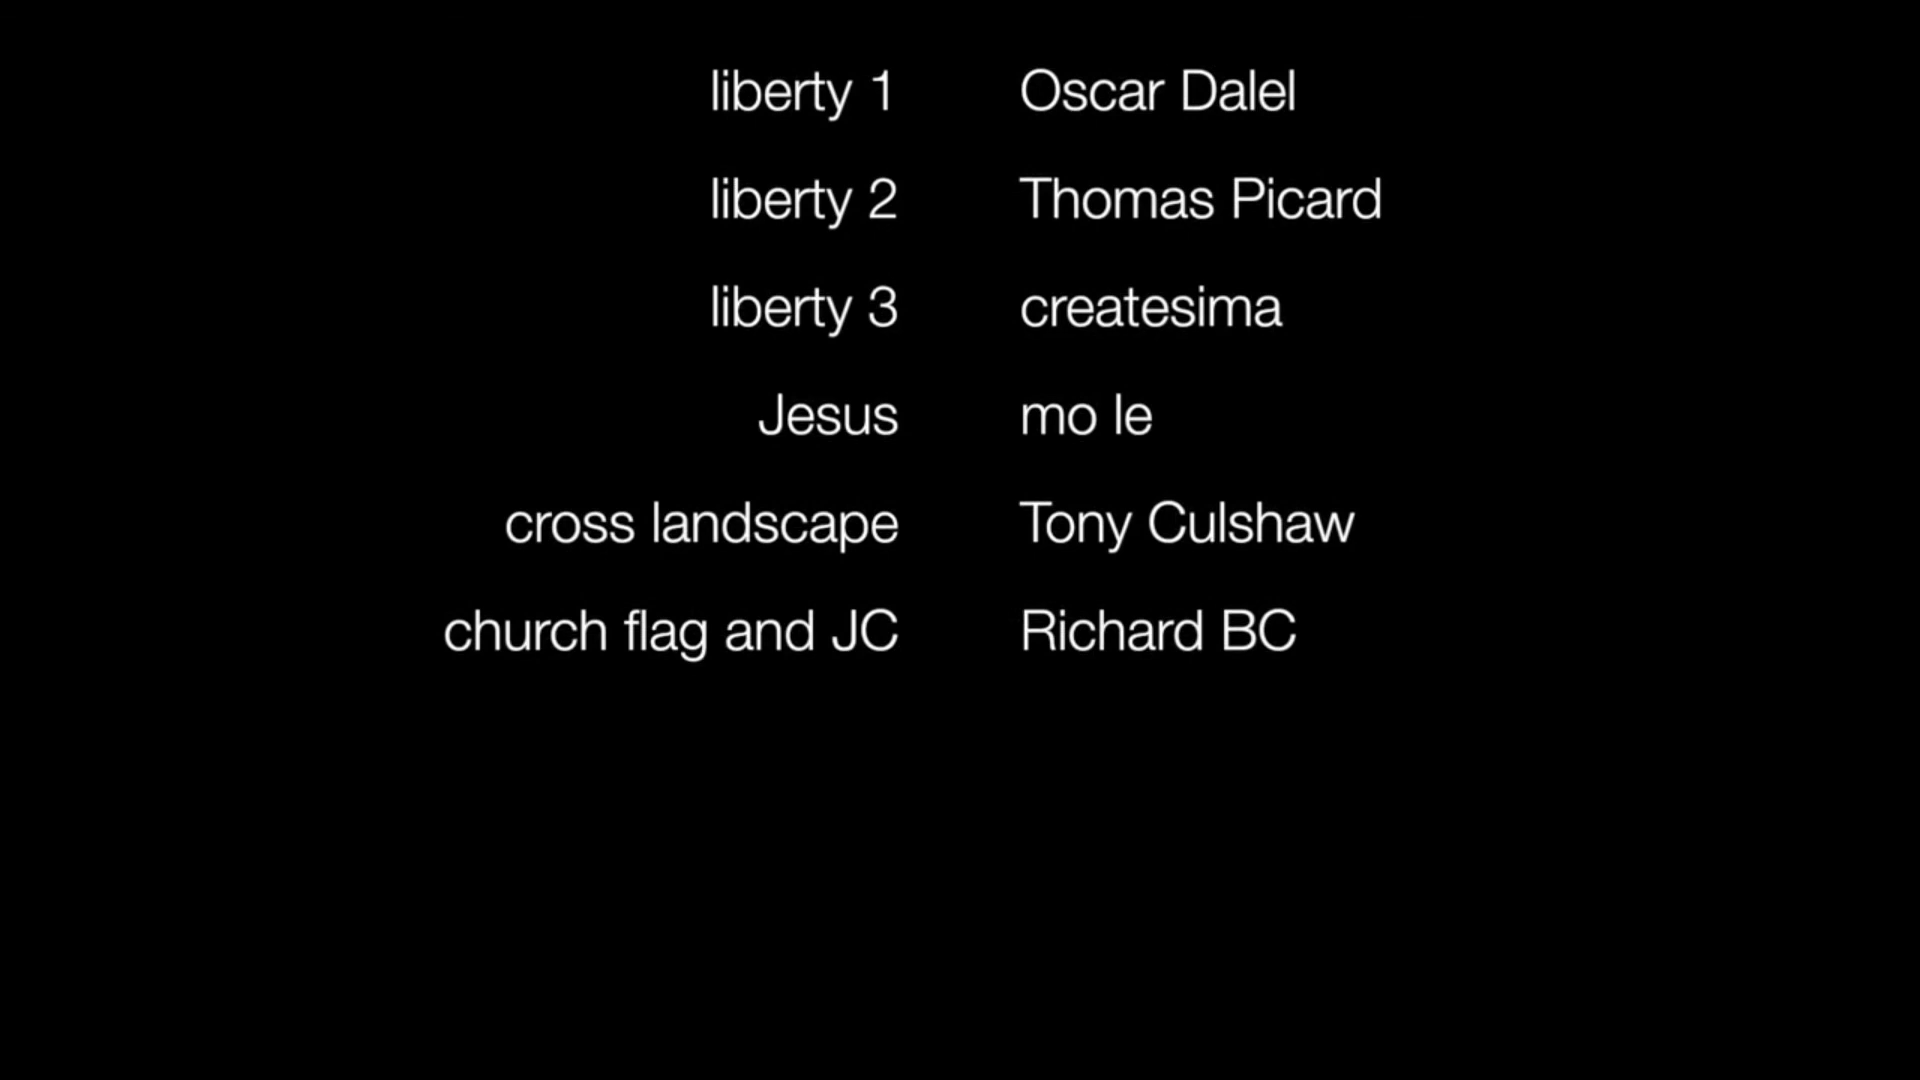 liberty 1 Oscar Dalel
liberty 2 Thomas Picard
liberty 3 createsima
Jesus mo le
cross landscape Tony Culshaw
church flag and JC Richard BC